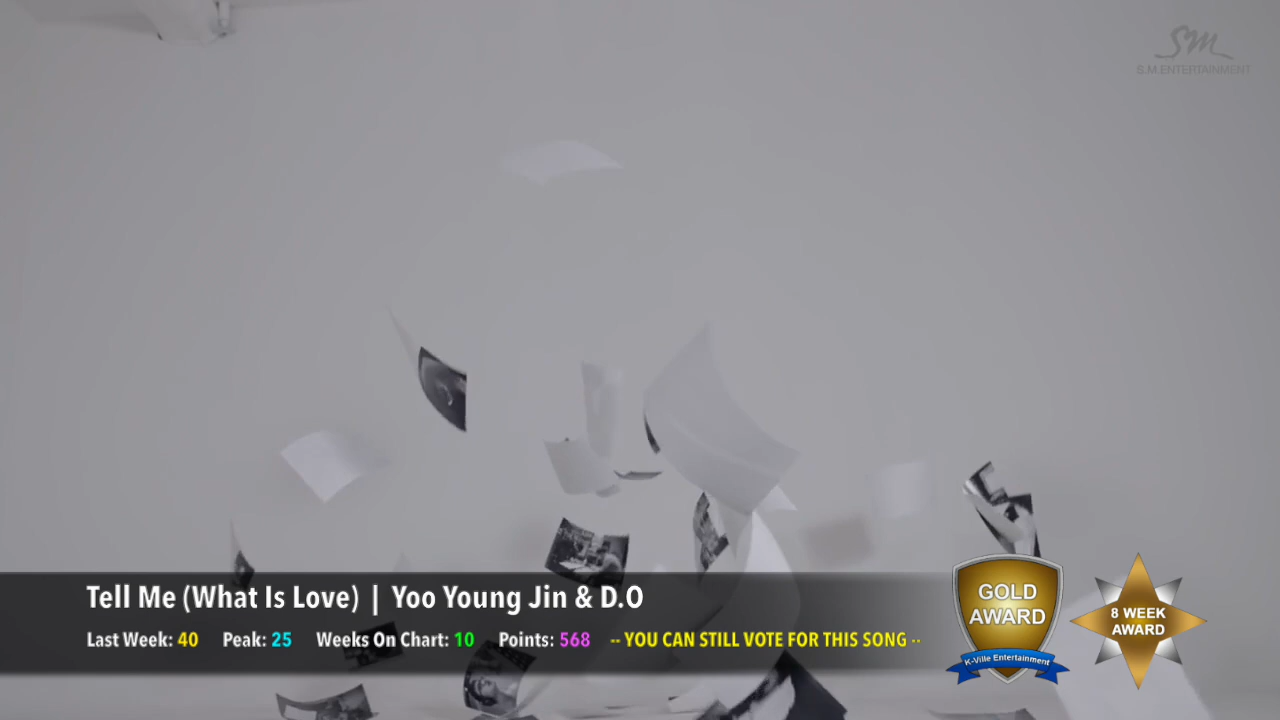 SM
S.M.ENTERTAINMENT
Tell Me (What Is Love) | Yoo Young Jin & D.O
Last Week: 40 Peak: 25 Weeks On Chart: 10 Points: 568 -- YOU CAN STILL VOTE FOR THIS SONG --
GOLD
AWARD
K-Ville Entertainment
8 WEEK
AWARD